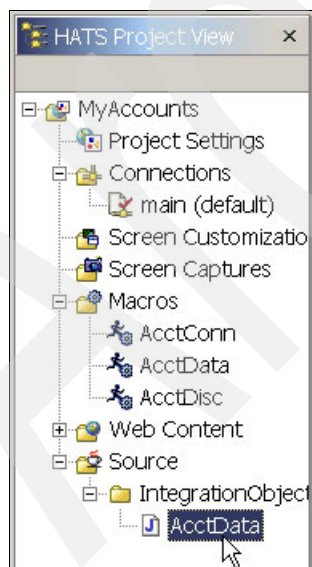 HATS Project View
MyAccounts
Project Settings
Connections
main (default)
Screen Customizatio
Screen Captures
Macros
AcctConn
AcctData
AcctDisc
Web Content
Source
IntegrationObject
J AcctData